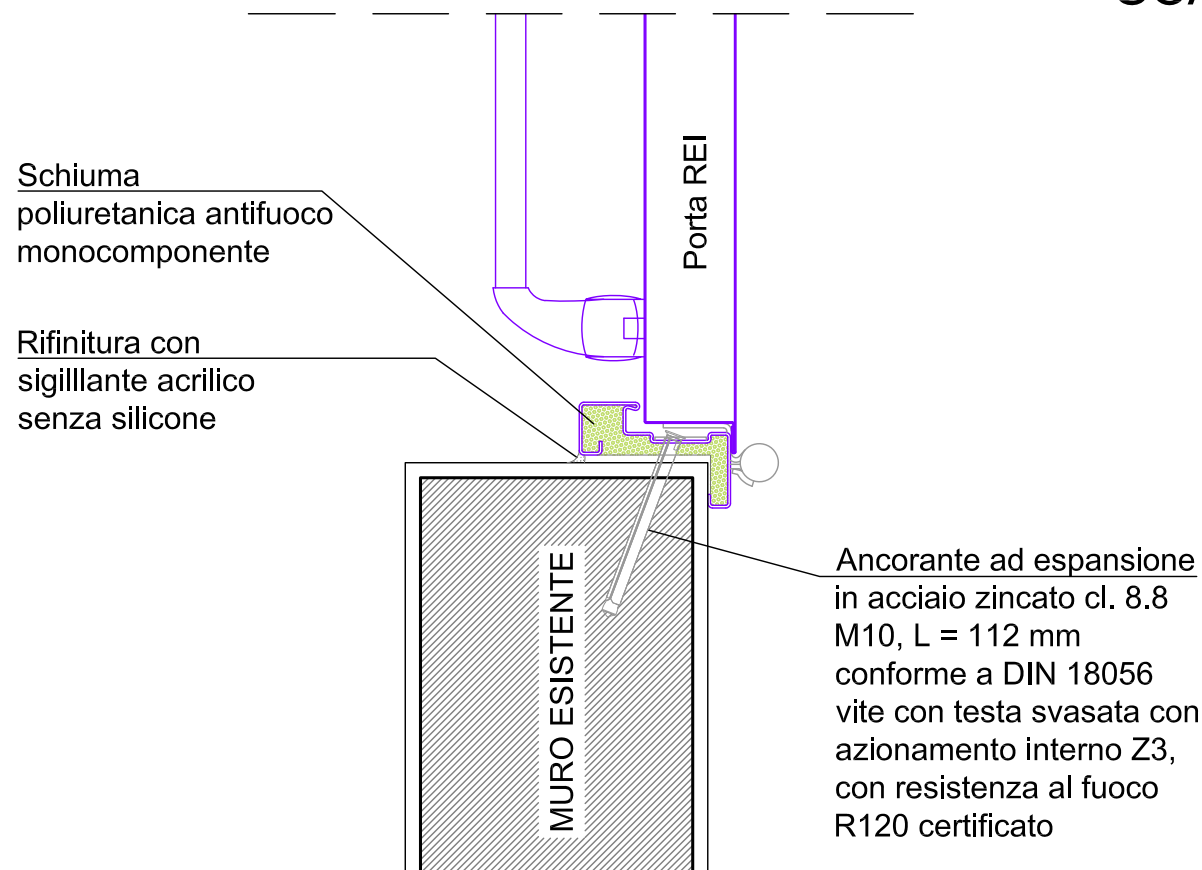 Schiuma
poliuretanica antifuoco
monocomponente
Rifinitura con
sigilllante acrilico
senza silicone
Porta REI
MURO ESISTENTE
Ancorante ad espansione
in acciaio zincato cl. 8.8
M10, L = 112 mm
conforme a DIN 18056
vite con testa svasata con
azionamento interno Z3,
con resistenza al fuoco
R120 certificato